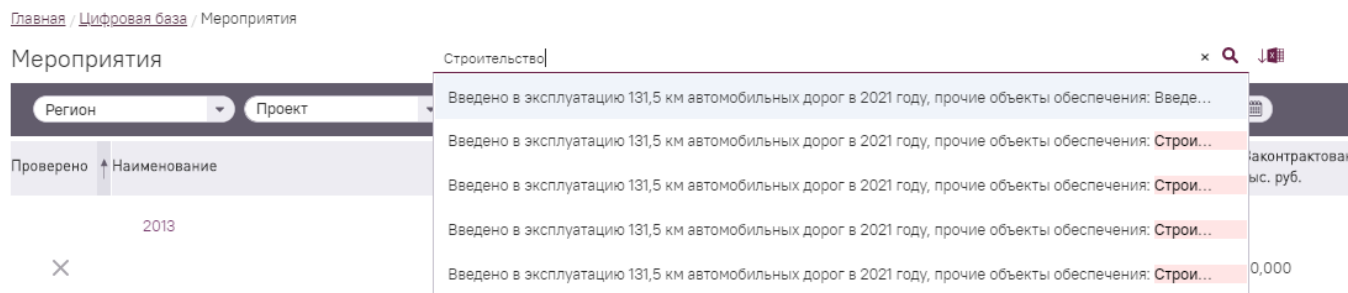 Главная / Цифровая база / Мероприятия
Мероприятия
Строительство
Регион
Проект
Введено в эксплуатацию 131,5 км автомобильных дорог в 2021 году, прочие объекты обеспечения: Введе...
Введено в эксплуатацию 131,5 км автомобильных дорог в 2021 году, прочие объекты обеспечения: Строи...
Введено в эксплуатацию 131,5 км автомобильных дорог в 2021 году, прочие объекты обеспечения: Строи...
Введено в эксплуатацию 131,5 км автомобильных дорог в 2021 году, прочие объекты обеспечения: Строи...
Введено в эксплуатацию 131,5 км автомобильных дорог в 2021 году, прочие объекты обеспечения: Строи...
Проверено
Наименование
2013
0,000